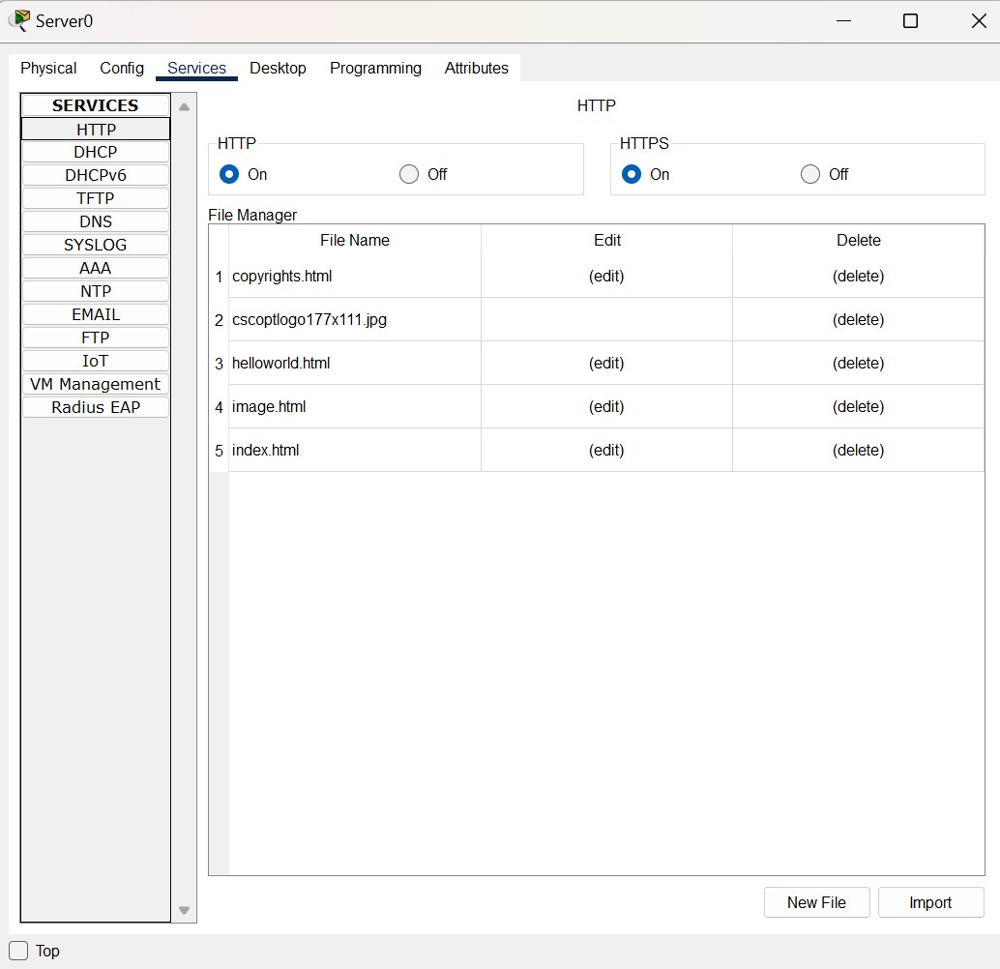 Server0
Physical Config Services Desktop Programming Attributes
SERVICES
HTTP
DHCP
DHCPv6
TFTP
DNS
SYSLOG
AAA
NTP
EMAIL
FTP
IoT
VM Management
Radius EAP
HTTP
HTTP
On Off
HTTPS
On Off
File Manager
File Name Edit Delete
1 copyrights.html (edit) (delete)
2 cscoptlogo177x111.jpg (delete)
3 helloworld.html (edit) (delete)
4 image.html (edit) (delete)
5 index.html (edit) (delete)
New File Import
Top